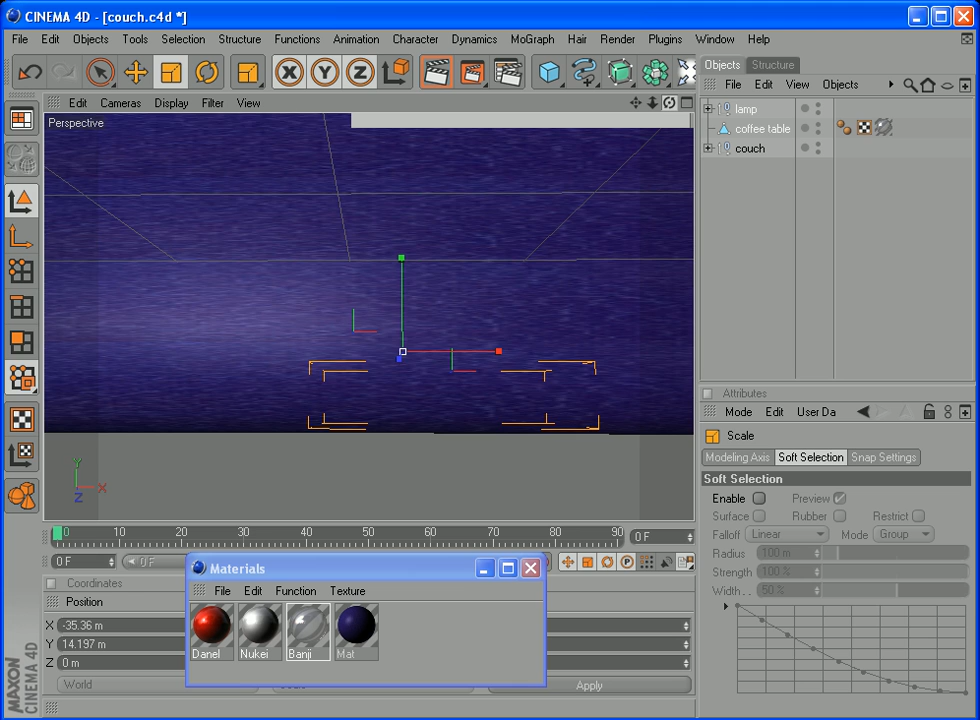 CINEMA 4D - [couch.c4d *]
File Edit Objects Tools Selection Structure Functions Animation Character Dynamics MoGraph Hair Render Plugins Window Help
Objects Structure
File Edit View Objects
Edit Cameras Display Filter View
Perspective
lamp
coffee table
couch
X Y Z
Y
X
Z
Attributes
Mode Edit User Da
Scale
Modeling Axis Soft Selection Snap Settings
Soft Selection
Enable Preview
Surface Rubber Restrict
Falloff Linear Mode Group
Radius 100 m
Strength 100 %
Width . . 50 %
0 10 20 30 40 50 60 70 80 90 0 F
0 F 0 F
P
Coordinates
Position
X -35.36 m
Y 14.197 m
Z 0 m
World
Apply
Materials
File Edit Function Texture
Danel Nukei Banji Mat
MAXON
CINEMA 4D